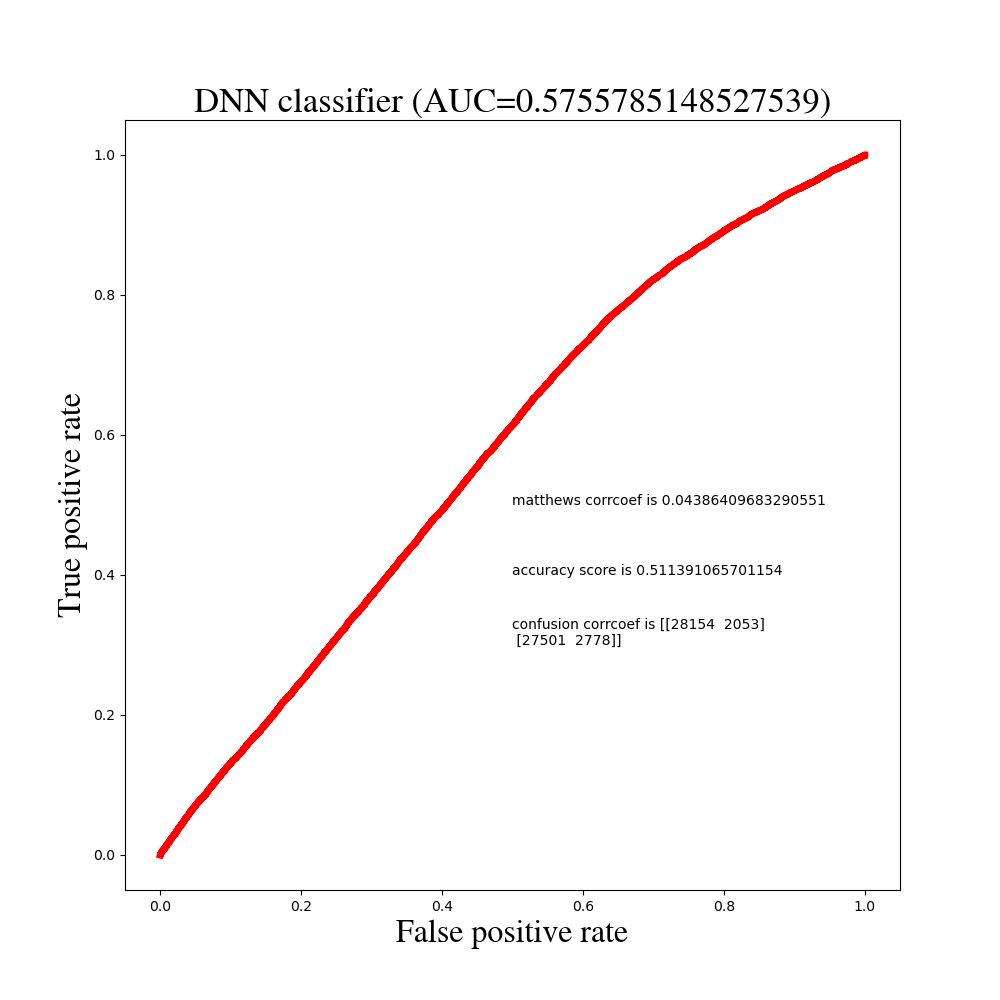 DNN classifier (AUC=0.5755785148527539)
1.0
0.8
0.6
0.4
0.2
0.0
True positive rate
matthews corrcoef is 0.04386409683290551
accuracy score is 0.511391065701154
confusion corrcoef is [[28154  2053]
 [27501  2778]]
0.0 0.2 0.4 0.6 0.8 1.0
False positive rate